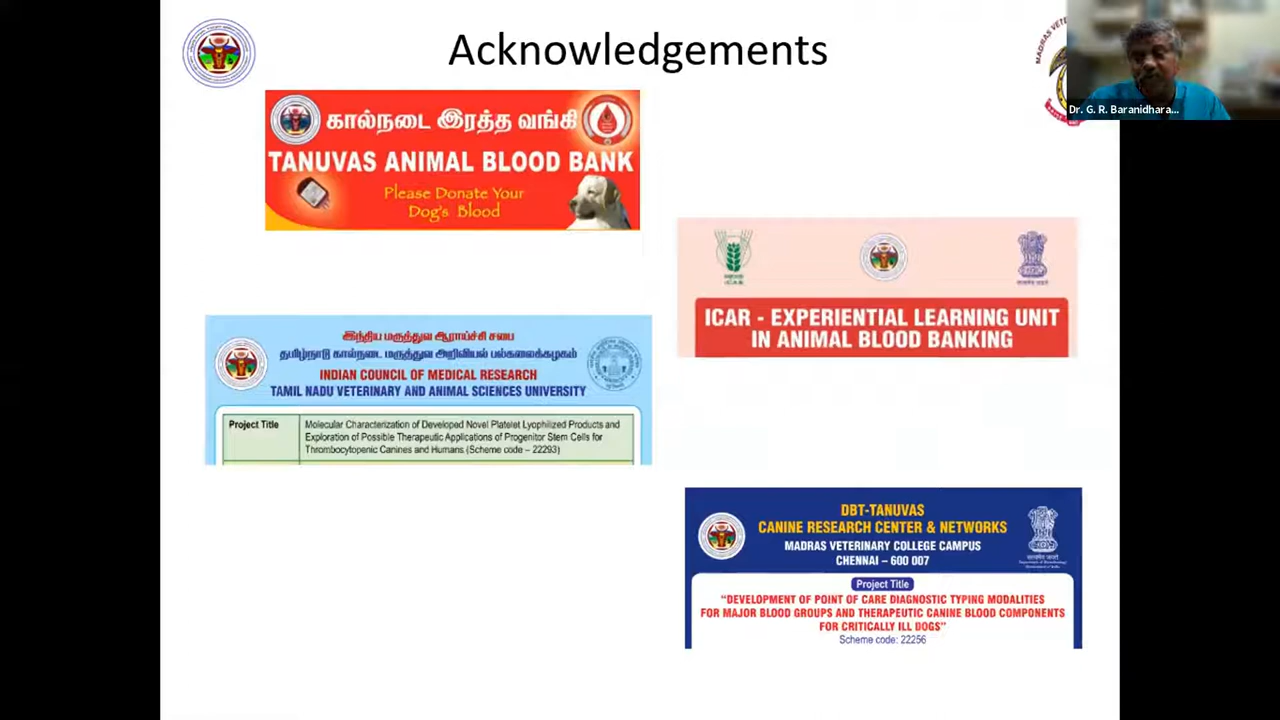 Acknowledgements
MADRAS VETE
Dr. G. R. Baranidhara...
கால்நடை இரத்த வங்கி
TANUVAS ANIMAL BLOOD BANK
Please Donate Your
Dog's Blood
ICAR - EXPERIENTIAL LEARNING UNIT
IN ANIMAL BLOOD BANKING
இந்திய மருத்துவ ஆராய்ச்சி சபை
தமிழ்நாடு கால்நடை மருத்துவ அறிவியல் பல்கலைக்கழகம்
INDIAN COUNCIL OF MEDICAL RESEARCH
TAMIL NADU VETERINARY AND ANIMAL SCIENCES UNIVERSITY
Project Title
Molecular Characterization of Developed Novel Platelet Lyophilized Products and
Exploration of Possible Therapeutic Applications of Progenitor Stem Cells for
Thrombocytopenic Canines and Humans (Scheme code – 22293)
DBT-TANUVAS
CANINE RESEARCH CENTER & NETWORKS
MADRAS VETERINARY COLLEGE CAMPUS
CHENNAI – 600 007
Project Title
“DEVELOPMENT OF POINT OF CARE DIAGNOSTIC TYPING MODALITIES
FOR MAJOR BLOOD GROUPS AND THERAPEUTIC CANINE BLOOD COMPONENTS
FOR CRITICALLY ILL DOGS”
Scheme code: 22256